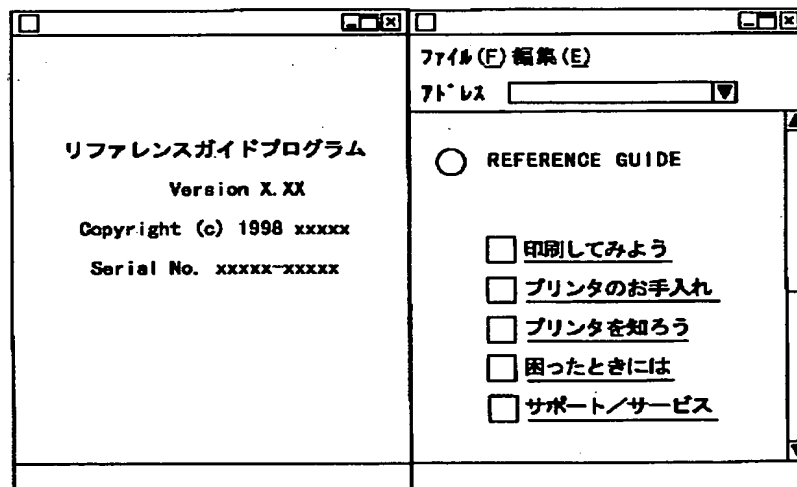 リファレンスガイドプログラム
Version X.XX
Copyright (c) 1998 xxxxx
Serial No. xxxxx-xxxxx
ファイル(F) 編集(E)
アドレス
REFERENCE GUIDE
印刷してみよう
プリンタのお手入れ
プリンタを知ろう
困ったときには
サポート/サービス